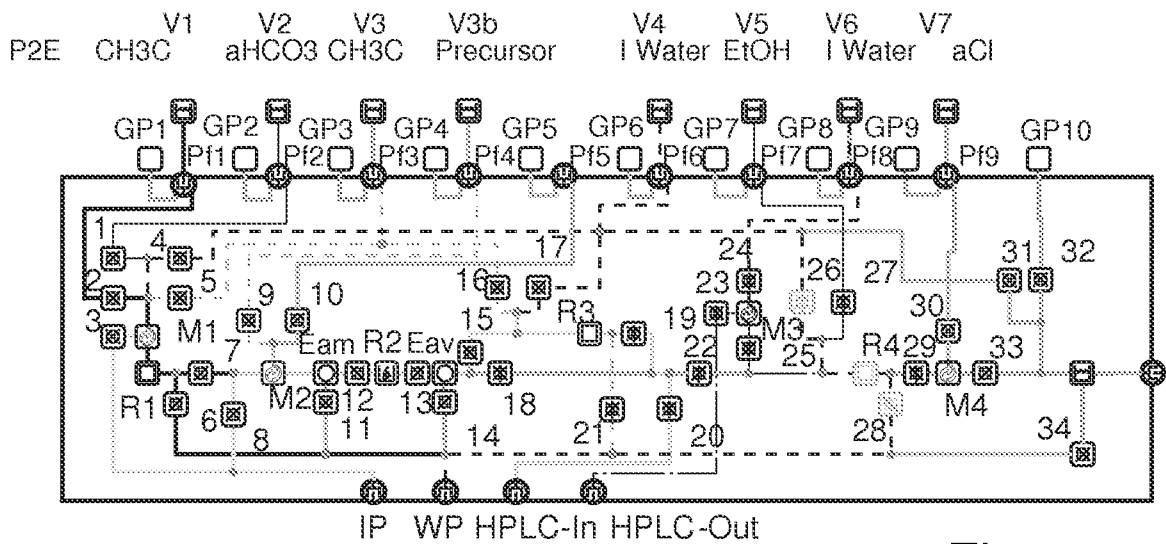 V1 V2 V3 V3b V4 V5 V6 V7
P2E CH3C aHCO3 CH3C Precursor I Water EtOH I Water aCl
GP1 GP2 GP3 GP4 GP5 GP6 GP7 GP8 GP9 GP10
Pf1 Pf2 Pf3 Pf4 Pf5 Pf6 Pf7 Pf8 Pf9
1 4 17 24 31 32
2 5 16 23 26 27
3 9 10 15 R3 19 M3 30
M1 7 Eam R2 Eav 22 25 R4 29 33
R1 M2 12 13 18 M4
6 11 21 20 28 34
8 14
IP WP HPLC-In HPLC-Out